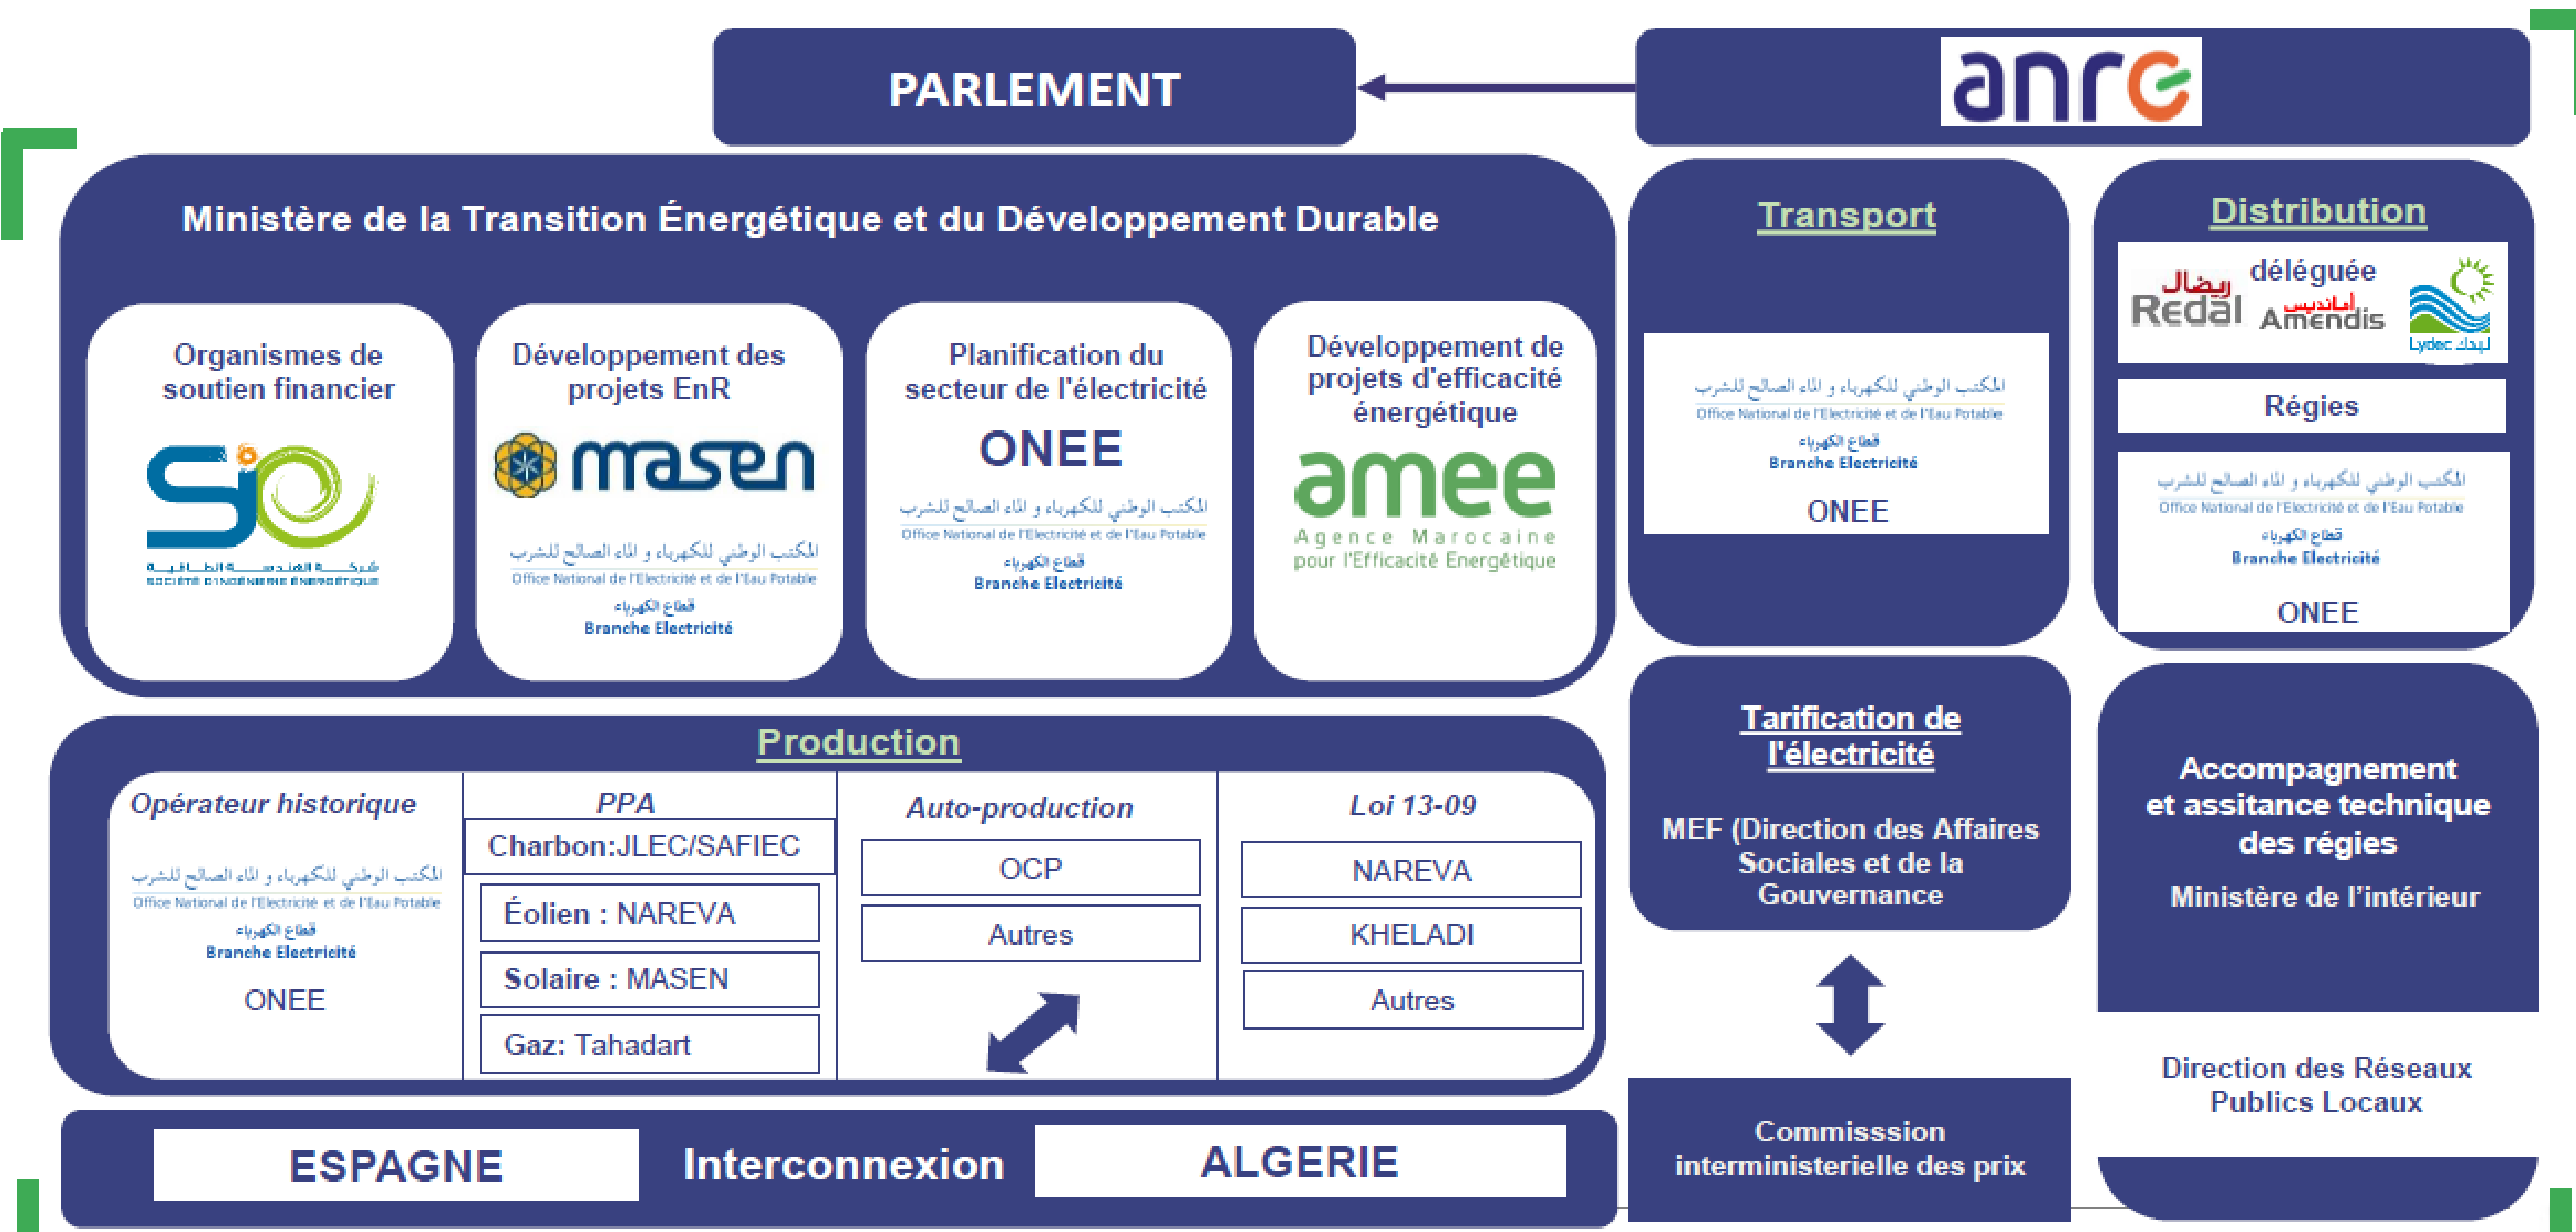 PARLEMENT
anre
Ministère de la Transition Énergétique et du Développement Durable
Organismes de
soutien financier
sie
شركة الهندسة الطاقية
SOCIÉTÉ D'INGÉNIERIE ÉNERGÉTIQUE
Développement des
projets EnR
masen
المكتب الوطني للكهرباء و الماء الصالح للشرب
Office National de l'Electricité et de l'Eau Potable
قطاع الكهرباء
Branche Electricité
Planification du
secteur de l'électricité
ONEE
المكتب الوطني للكهرباء و الماء الصالح للشرب
Office National de l'Electricité et de l'Eau Potable
قطاع الكهرباء
Branche Electricité
Développement de
projets d'efficacité
énergétique
amee
Agence Marocaine
pour l'Efficacité Energétique
Transport
المكتب الوطني للكهرباء و الماء الصالح للشرب
Office National de l'Electricité et de l'Eau Potable
قطاع الكهرباء
Branche Electricité
ONEE
Distribution
déléguée
ريضال
Redal
أمانديس
Amendis
Lydec ليدك
Régies
المكتب الوطني للكهرباء و الماء الصالح للشرب
Office National de l'Electricité et de l'Eau Potable
قطاع الكهرباء
Branche Electricité
ONEE
Production
Opérateur historique
المكتب الوطني للكهرباء و الماء الصالح للشرب
Office National de l'Electricité et de l'Eau Potable
قطاع الكهرباء
Branche Electricité
ONEE
PPA
Charbon:JLEC/SAFIEC
Éolien : NAREVA
Solaire : MASEN
Gaz: Tahadart
Auto-production
OCP
Autres
Loi 13-09
NAREVA
KHELADI
Autres
Tarification de
l'électricité
MEF (Direction des Affaires
Sociales et de la
Gouvernance
Commisssion
interministerielle des prix
Accompagnement
et assitance technique
des régies
Ministère de l'intérieur
Direction des Réseaux
Publics Locaux
ESPAGNE
Interconnexion
ALGERIE